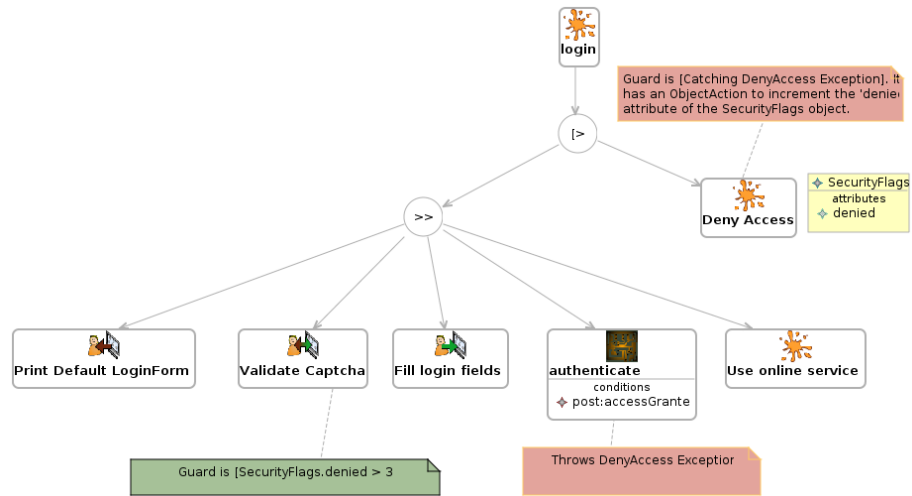 login
Guard is [Catching DenyAccess Exception]. It
has an ObjectAction to increment the 'denied
attribute of the SecurityFlags object.
[>
SecurityFlags
attributes
denied
Deny Access
>>
Print Default LoginForm
Validate Captcha
Fill login fields
authenticate
conditions
post:accessGrante
Use online service
Guard is [SecurityFlags.denied > 3
Throws DenyAccess Exception